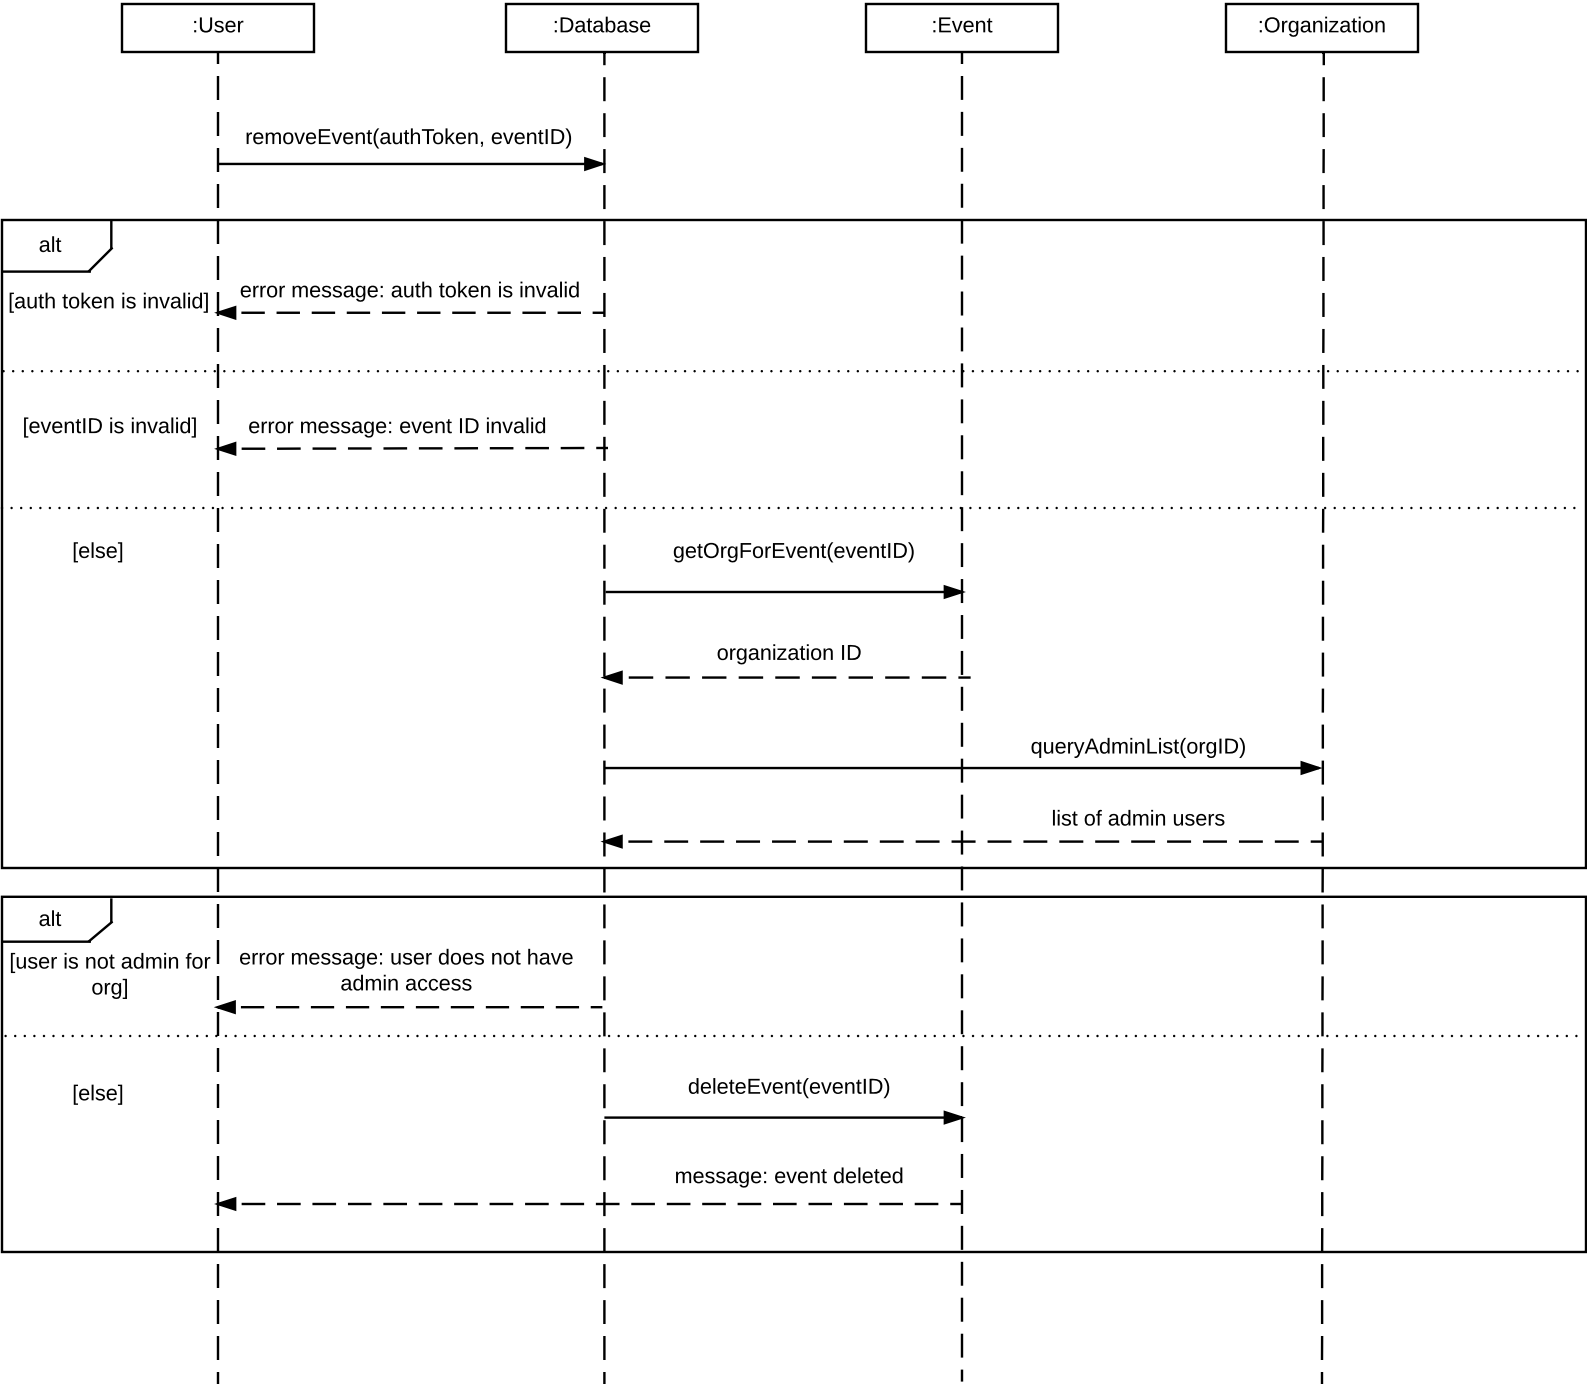 :User
:Database
:Event
:Organization
removeEvent(authToken, eventID)
alt
[auth token is invalid]
error message: auth token is invalid
[eventID is invalid]
error message: event ID invalid
[else]
getOrgForEvent(eventID)
organization ID
queryAdminList(orgID)
list of admin users
alt
[user is not admin for
org]
error message: user does not have
admin access
[else]
deleteEvent(eventID)
message: event deleted